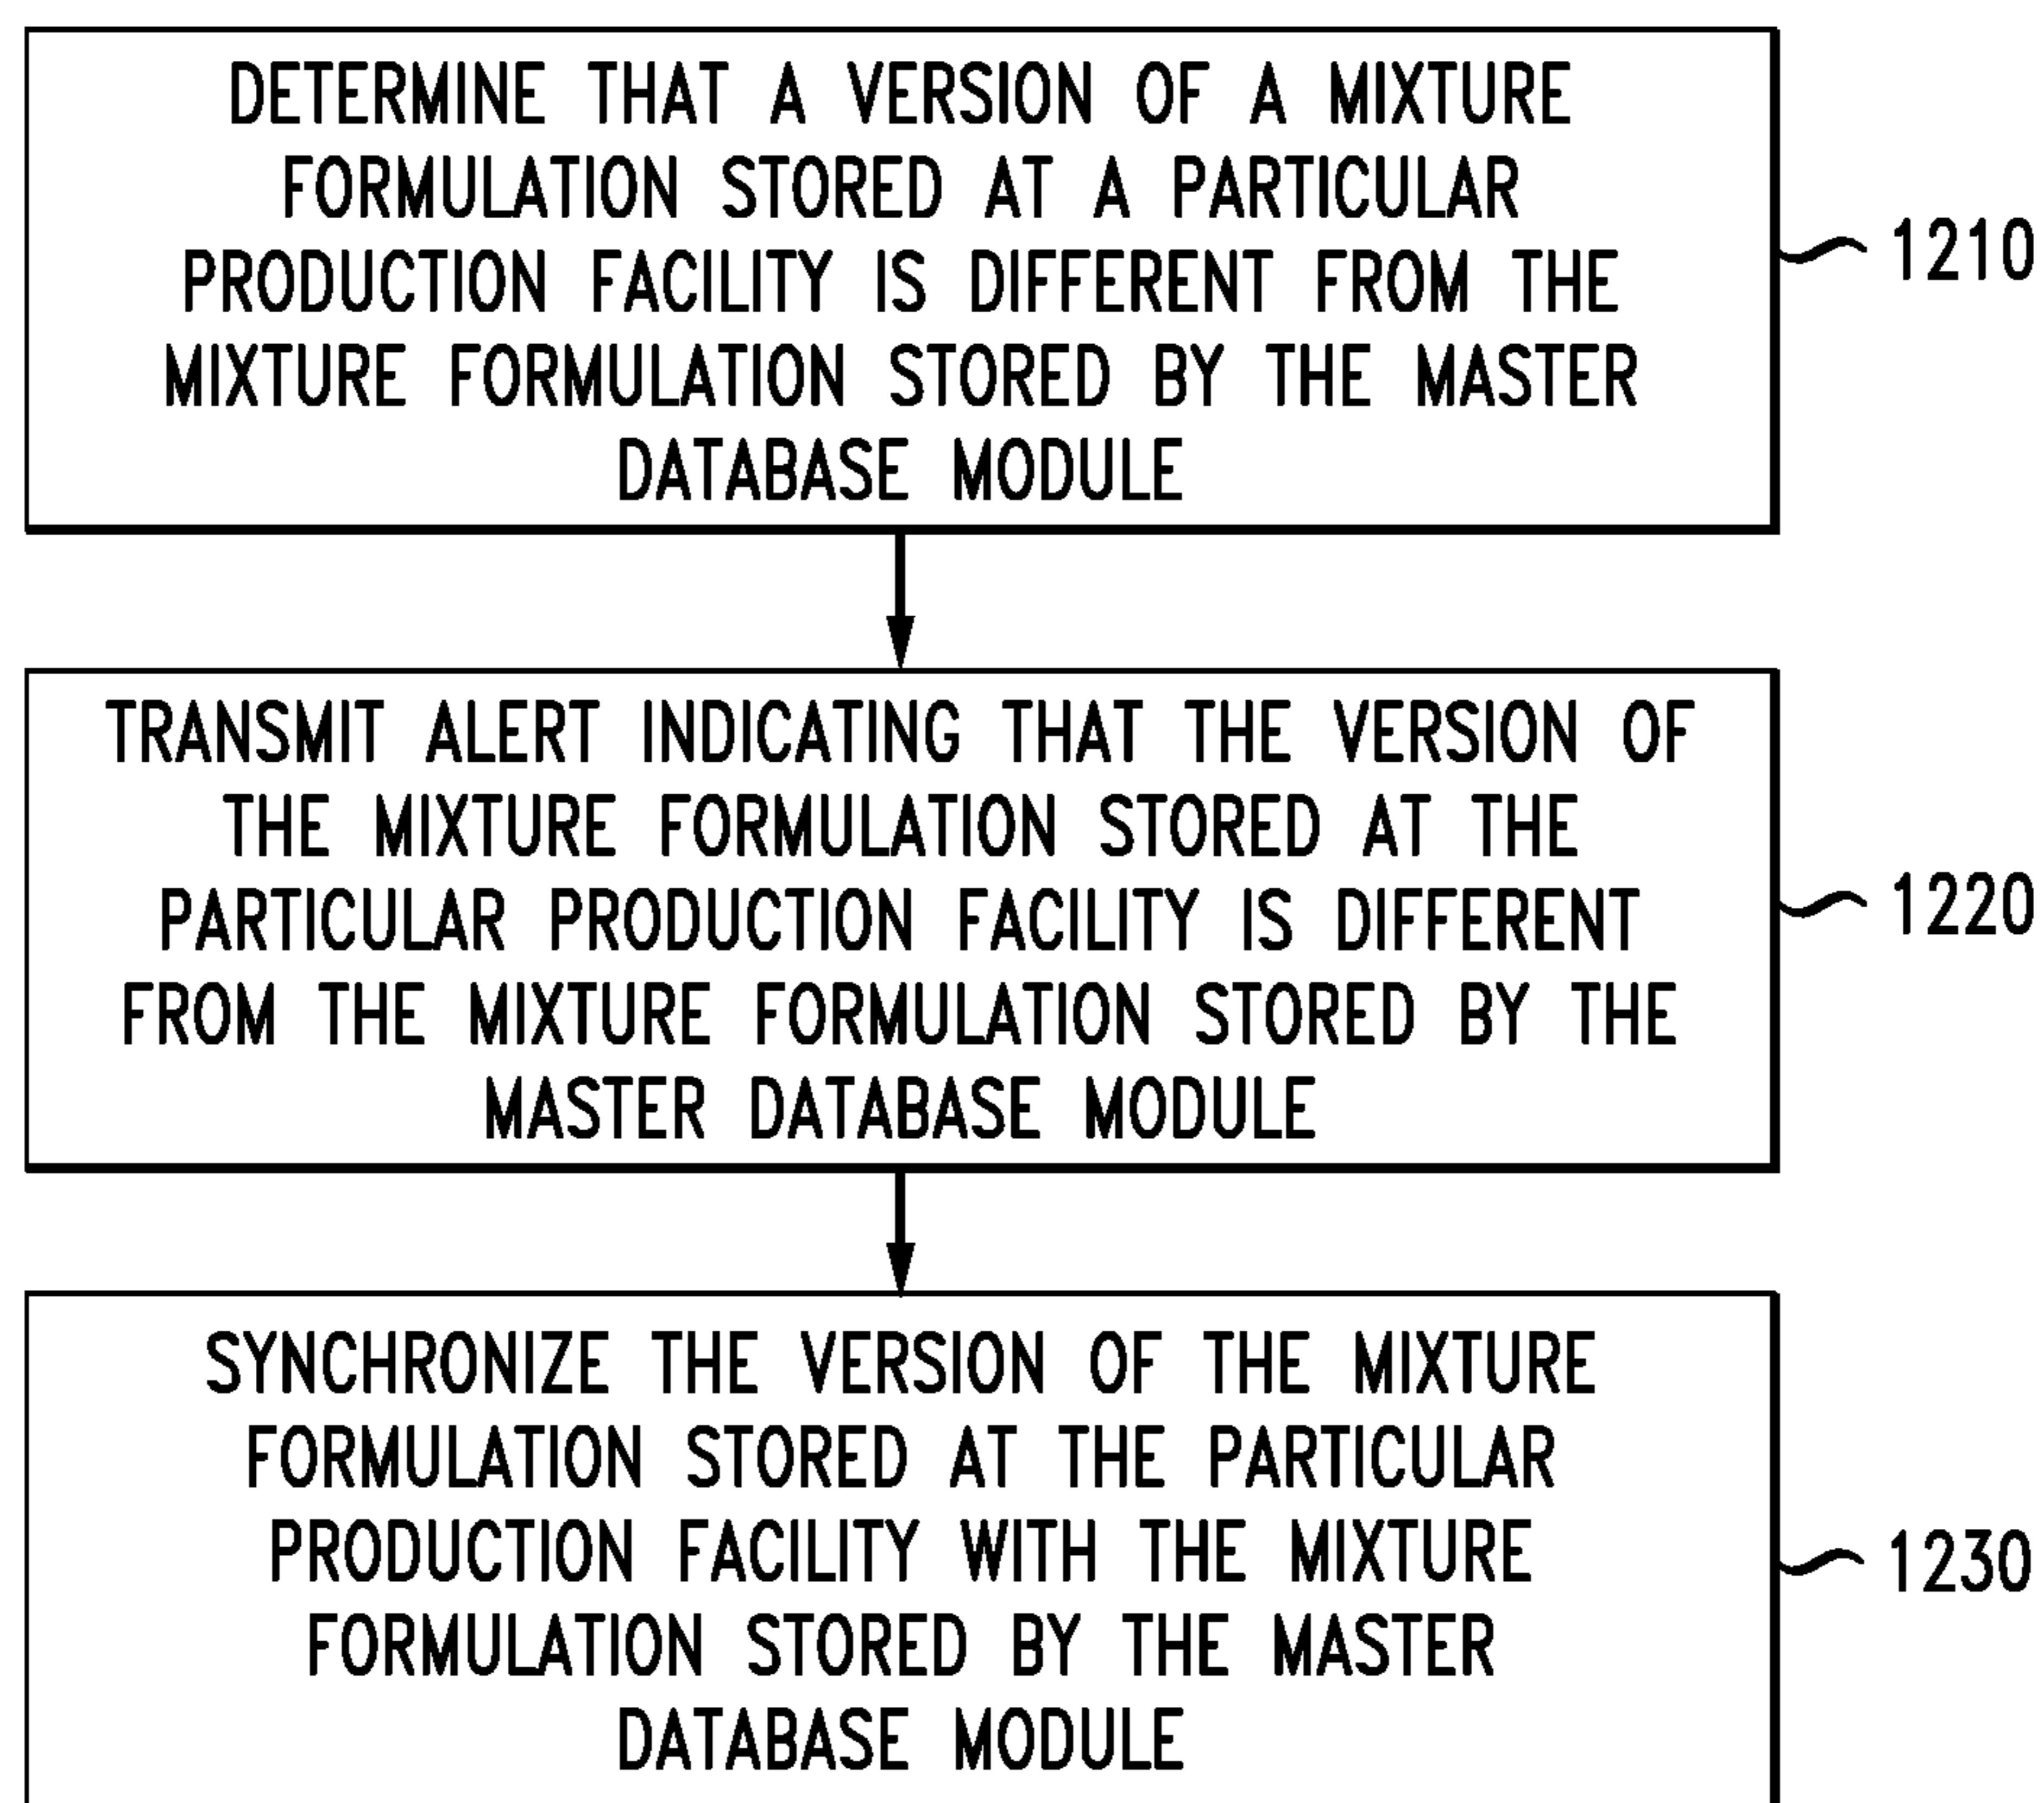 DETERMINE THAT A VERSION OF A MIXTURE
FORMULATION STORED AT A PARTICULAR
PRODUCTION FACILITY IS DIFFERENT FROM THE
MIXTURE FORMULATION STORED BY THE MASTER
DATABASE MODULE
1210
TRANSMIT ALERT INDICATING THAT THE VERSION OF
THE MIXTURE FORMULATION STORED AT THE
PARTICULAR PRODUCTION FACILITY IS DIFFERENT
FROM THE MIXTURE FORMULATION STORED BY THE
MASTER DATABASE MODULE
1220
SYNCHRONIZE THE VERSION OF THE MIXTURE
FORMULATION STORED AT THE PARTICULAR
PRODUCTION FACILITY WITH THE MIXTURE
FORMULATION STORED BY THE MASTER
DATABASE MODULE
1230